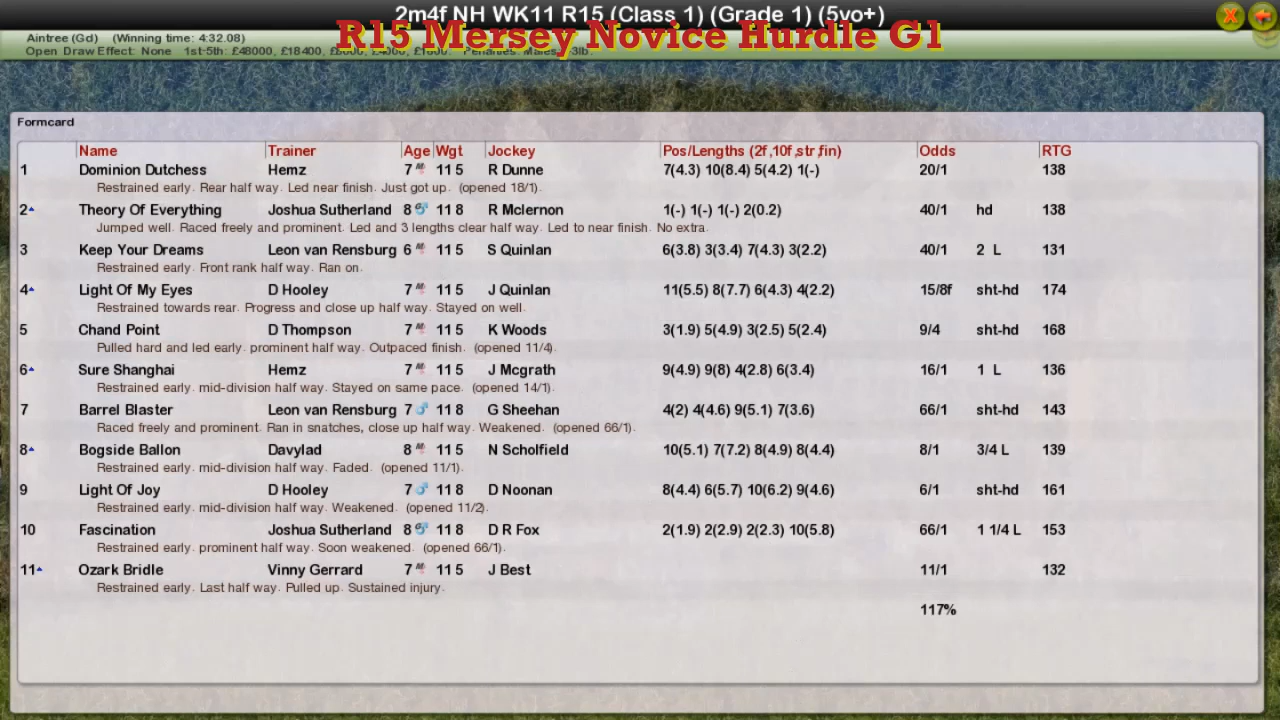 2m4f NH WK11 R15 (Class 1) (Grade 1) (5yo+)
R15 Mersey Novice Hurdle G1
Aintree (Gd) (Winning time: 4:32.08)
Open Draw Effect: None 1st-5th: £48000, £18400,
Formcard
Name Trainer Age Wgt Jockey Pos/Lengths (2f,10f,str,fin) Odds RTG
1 Dominion Dutchess Hemz 7 11 5 R Dunne 7(4.3) 10(8.4) 5(4.2) 1(-) 20/1 138
Restrained early. Rear half way. Led near finish. Just got up. (opened 18/1).
2 Theory Of Everything Joshua Sutherland 8 11 8 R Mclernon 1(-) 1(-) 1(-) 2(0.2) 40/1 hd 138
Jumped well. Raced freely and prominent. Led and 3 lengths clear half way. Led to near finish. No extra.
3 Keep Your Dreams Leon van Rensburg 6 11 5 S Quinlan 6(3.8) 3(3.4) 7(4.3) 3(2.2) 40/1 2 L 131
Restrained early. Front rank half way. Ran on.
4 Light Of My Eyes D Hooley 7 11 5 J Quinlan 11(5.5) 8(7.7) 6(4.3) 4(2.2) 15/8f sht-hd 174
Restrained towards rear. Progress and close up half way. Stayed on well.
5 Chand Point D Thompson 7 11 5 K Woods 3(1.9) 5(4.9) 3(2.5) 5(2.4) 9/4 sht-hd 168
Pulled hard and led early. prominent half way. Outpaced finish. (opened 11/4).
6 Sure Shanghai Hemz 7 11 5 J Mcgrath 9(4.9) 9(8) 4(2.8) 6(3.4) 16/1 1 L 136
Restrained early. mid-division half way. Stayed on same pace. (opened 14/1).
7 Barrel Blaster Leon van Rensburg 7 11 8 G Sheehan 4(2) 4(4.6) 9(5.1) 7(3.6) 66/1 sht-hd 143
Raced freely and prominent. Ran in snatches, close up half way. Weakened. (opened 66/1).
8 Bogside Ballon Davylad 8 11 5 N Scholfield 10(5.1) 7(7.2) 8(4.9) 8(4.4) 8/1 3/4 L 139
Restrained early. mid-division half way. Faded. (opened 11/1).
9 Light Of Joy D Hooley 7 11 8 D Noonan 8(4.4) 6(5.7) 10(6.2) 9(4.6) 6/1 sht-hd 161
Restrained early. mid-division half way. Weakened. (opened 11/2).
10 Fascination Joshua Sutherland 8 11 8 D R Fox 2(1.9) 2(2.9) 2(2.3) 10(5.8) 66/1 1 1/4 L 153
Restrained early. prominent half way. Soon weakened. (opened 66/1).
11 Ozark Bridle Vinny Gerrard 7 11 5 J Best 11/1 132
Restrained early. Last half way. Pulled up. Sustained injury.
117%